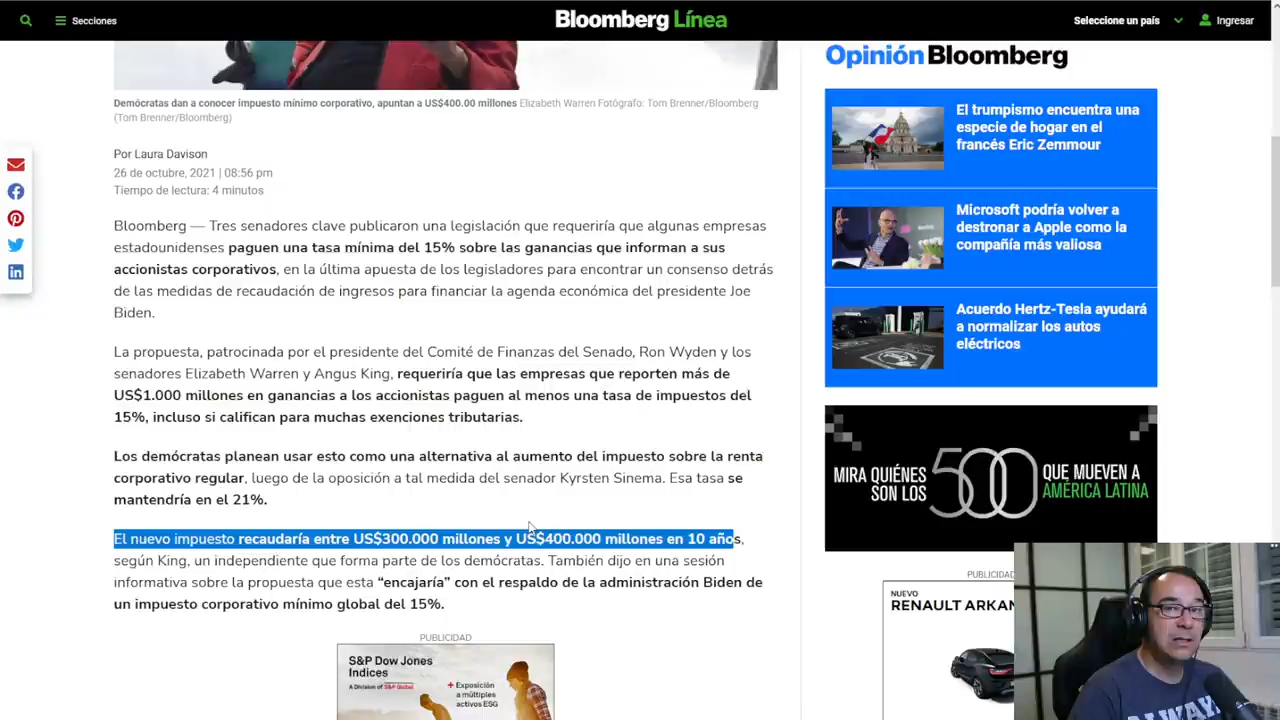 Secciones
Bloomberg Línea
Seleccione un país
Ingresar
Demócratas dan a conocer impuesto mínimo corporativo, apuntan a US$400.00 millones Elizabeth Warren Fotógrafo: Tom Brenner/Bloomberg
(Tom Brenner/Bloomberg)
Por Laura Davison
26 de octubre, 2021 | 08:56 pm
Tiempo de lectura: 4 minutos
Bloomberg — Tres senadores clave publicaron una legislación que requeriría que algunas empresas
estadounidenses paguen una tasa mínima del 15% sobre las ganancias que informan a sus
accionistas corporativos, en la última apuesta de los legisladores para encontrar un consenso detrás
de las medidas de recaudación de ingresos para financiar la agenda económica del presidente Joe
Biden.
La propuesta, patrocinada por el presidente del Comité de Finanzas del Senado, Ron Wyden y los
senadores Elizabeth Warren y Angus King, requeriría que las empresas que reporten más de
US$1.000 millones en ganancias a los accionistas paguen al menos una tasa de impuestos del
15%, incluso si califican para muchas exenciones tributarias.
Los demócratas planean usar esto como una alternativa al aumento del impuesto sobre la renta
corporativo regular, luego de la oposición a tal medida del senador Kyrsten Sinema. Esa tasa se
mantendría en el 21%.
El nuevo impuesto recaudaría entre US$300.000 millones y US$400.000 millones en 10 años,
según King, un independiente que forma parte de los demócratas. También dijo en una sesión
informativa sobre la propuesta que esta “encajaría” con el respaldo de la administración Biden de
un impuesto corporativo mínimo global del 15%.
PUBLICIDAD
S&P Dow Jones
Indices
A Division of S&P Global
+ Exposición
a múltiples
activos ESG
Opinión Bloomberg
El trumpismo encuentra una
especie de hogar en el
francés Eric Zemmour
Microsoft podría volver a
destronar a Apple como la
compañía más valiosa
Acuerdo Hertz-Tesla ayudará
a normalizar los autos
eléctricos
MIRA QUIÉNES
SON LOS
500
QUE MUEVEN A
AMÉRICA LATINA
PUBLICIDAD
NUEVO
RENAULT ARKAN